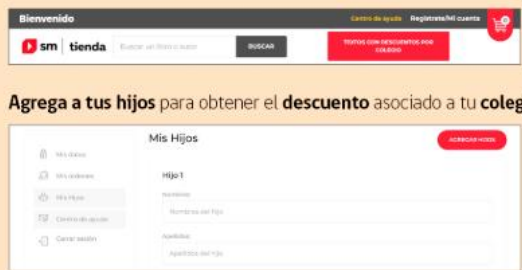 Bienvenido
Centro de ayuda
Regístrate/Mi cuenta
sm tienda
Buscar un libro o autor
BUSCAR
TEXTOS CON DESCUENTOS POR
COLEGIO
Agrega a tus hijos para obtener el descuento asociado a tu coleg
Mis Hijos
AGREGAR HIJOS
Mis datos
Mis órdenes
Mis Hijos
Centro de ayuda
Cerrar sesión
Hijo 1
Nombres
Nombres del hijo
Apellidos
Apellidos del hijo